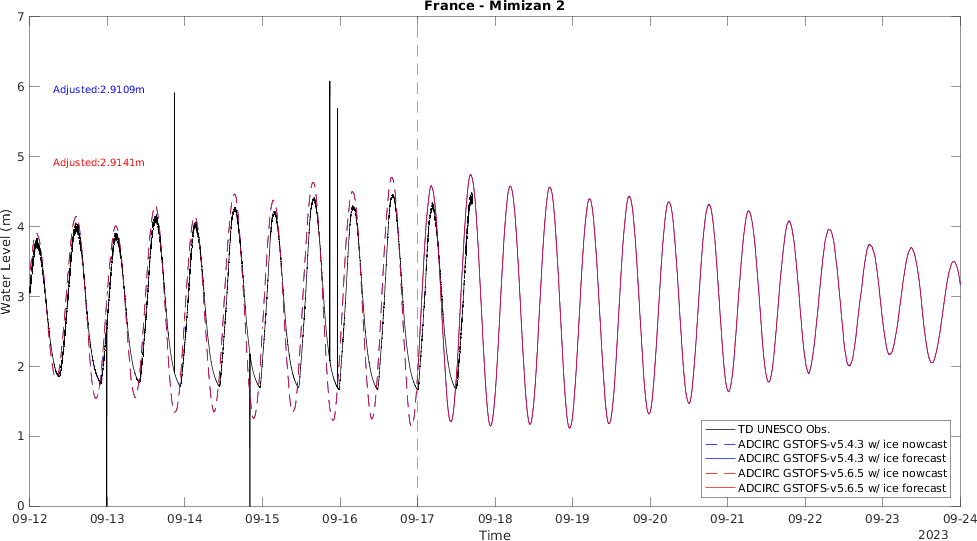 France - Mimizan 2
7
6
5
4
3
2
1
0
Water Level (m)
Adjusted:2.9109m
Adjusted:2.9141m
TD UNESCO Obs.
ADCIRC GSTOFS-v5.4.3 w/ ice nowcast
ADCIRC GSTOFS-v5.4.3 w/ ice forecast
ADCIRC GSTOFS-v5.6.5 w/ ice nowcast
ADCIRC GSTOFS-v5.6.5 w/ ice forecast
09-12 09-13 09-14 09-15 09-16 09-17 09-18 09-19 09-20 09-21 09-22 09-23 09-24
Time
2023